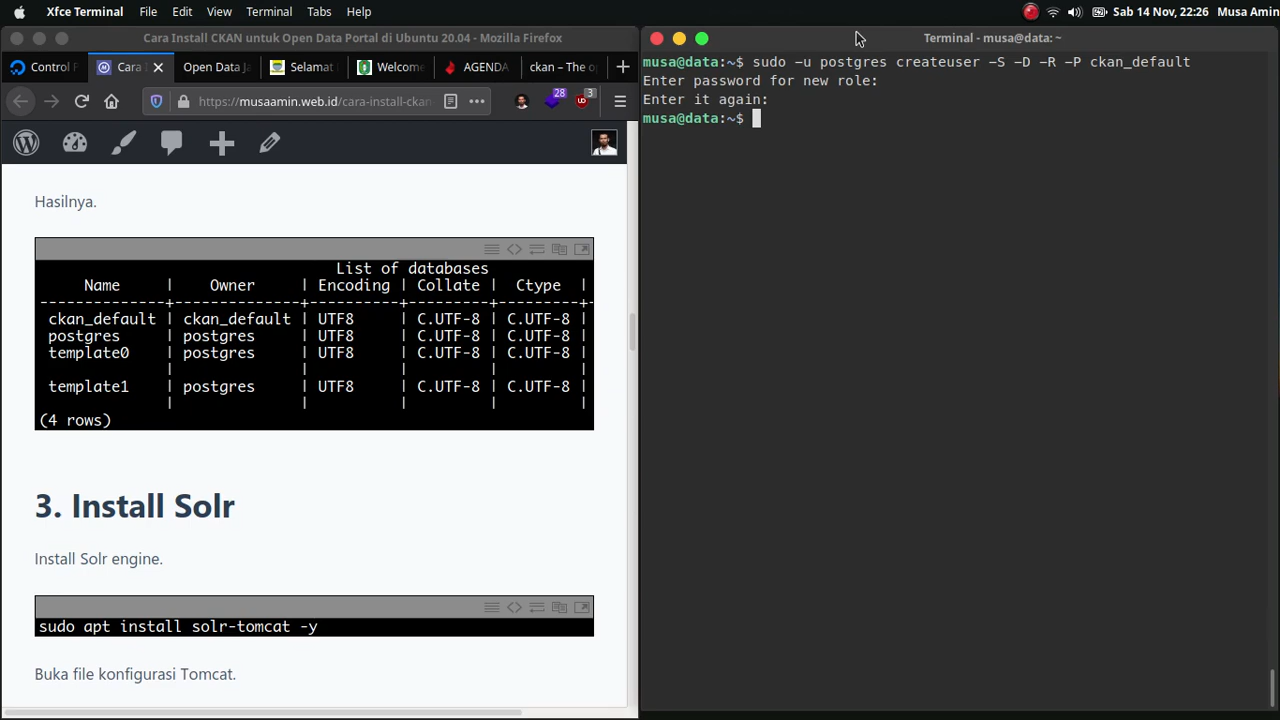 Xfce Terminal File Edit View Terminal Tabs Help Sab 14 Nov, 22:26 Musa Amin
Cara Install CKAN untuk Open Data Portal di Ubuntu 20.04 - Mozilla Firefox
Control P Cara Open Data Ja Selamat Welcome AGENDA ckan – The o
https://musaamin.web.id/cara-install-ckan 28 3
Hasilnya.
List of databases
Name | Owner | Encoding | Collate | Ctype |
--------------+--------------+----------+---------+---------+-
ckan_default | ckan_default | UTF8 | C.UTF-8 | C.UTF-8 |
postgres | postgres | UTF8 | C.UTF-8 | C.UTF-8 |
template0 | postgres | UTF8 | C.UTF-8 | C.UTF-8 |
| | | | |
template1 | postgres | UTF8 | C.UTF-8 | C.UTF-8 |
| | | | |
(4 rows)
3. Install Solr
Install Solr engine.
sudo apt install solr-tomcat -y
Buka file konfigurasi Tomcat.
Terminal - musa@data: ~
musa@data:~$ sudo -u postgres createuser -S -D -R -P ckan_default
Enter password for new role:
Enter it again:
musa@data:~$